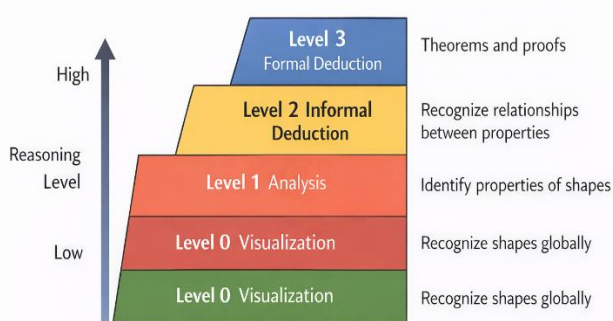 Level 3
Formal Deduction
Theorems and proofs
High
Level 2 Informal
Deduction
Recognize relationships
between properties
Reasoning
Level
Level 1 Analysis
Identify properties of shapes
Low
Level 0 Visualization
Recognize shapes globally
Level 0 Visualization
Recognize shapes globally